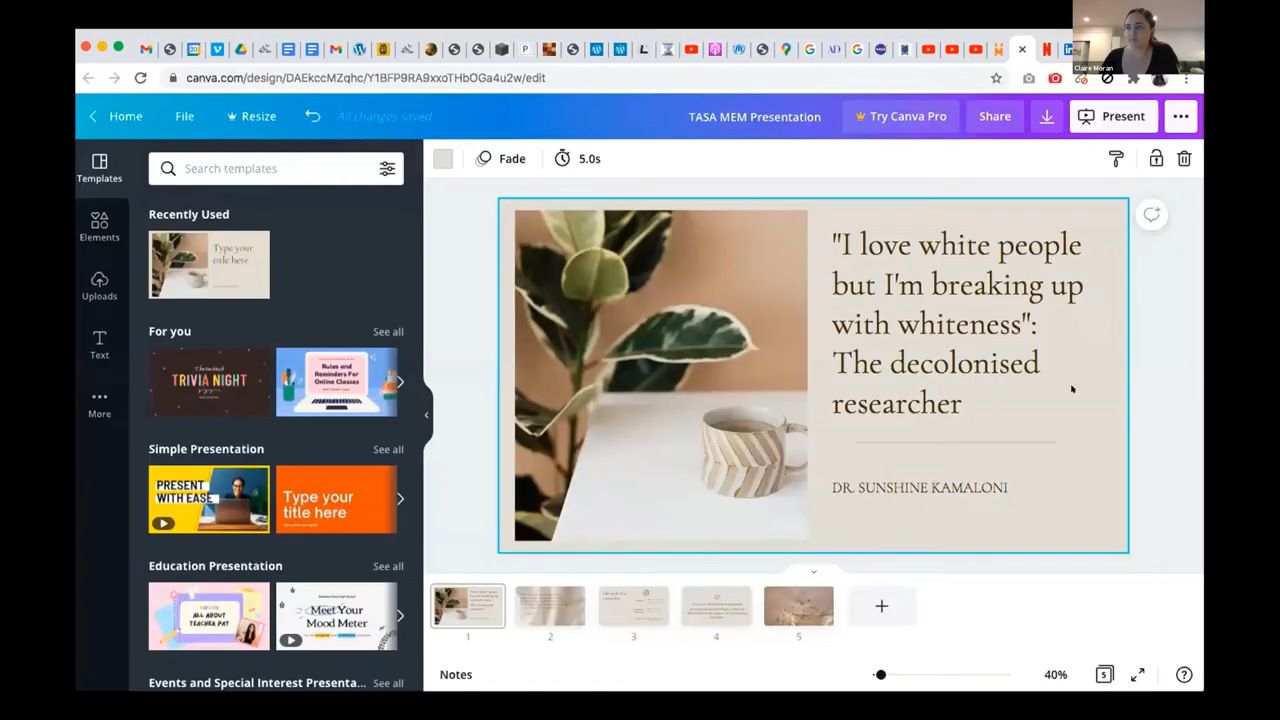 Claire Moran
canva.com/design/DAEkccMZqhc/Y1BFP9RA9xxoTHbOGa4u2w/edit
Home File Resize All changes saved TASA MEM Presentation Try Canva Pro Share Present
Templates
Elements
Uploads
Text
More
Search templates
Recently Used
Type your
title here
For you See all
TRIVIA NIGHT
Rules and
Reminders For
Online Classes
Simple Presentation See all
PRESENT
WITH EASE
Type your
title here
Education Presentation See all
ALL ABOUT
TEACHER PAT
Meet Your
Mood Meter
Events and Special Interest Presenta... See all
Fade 5.0s
"I love white people
but I'm breaking up
with whiteness":
The decolonised
researcher
DR. SUNSHINE KAMALONI
1 2 3 4 5
Notes 40% 5